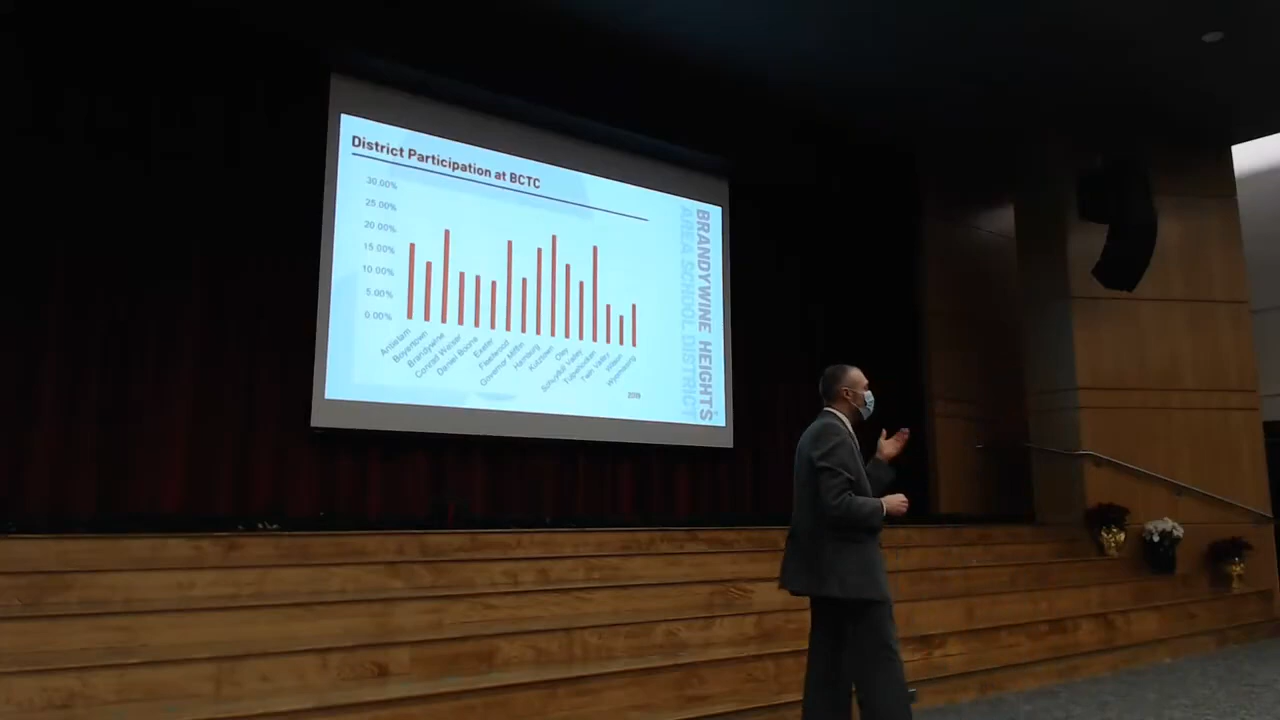 District Participation at BCTC
30.00%
25.00%
20.00%
15.00%
10.00%
5.00%
0.00%
Antietam
Boyertown
Brandywine
Conrad Weiser
Daniel Boone
Exeter
Fleetwood
Governor Mifflin
Hamburg
Kutztown
Oley
Schuylkill Valley
Tulpehocken
Twin Valley
Wilson
Wyomissing
2019
BRANDYWINE HEIGHTS
AREA SCHOOL DISTRICT